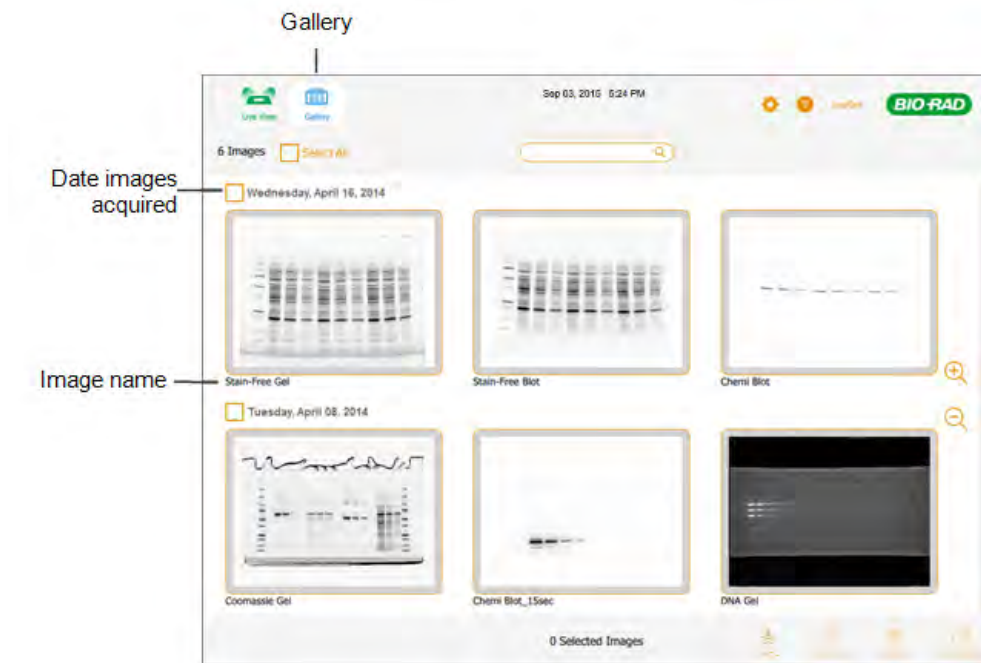 Gallery
Sep 03, 2015 5:24 PM
Live View
Gallery
BIO-RAD
6 Images
Select All
Date images
acquired
Wednesday, April 16, 2014
Image name
Stain-Free Gel
Stain-Free Blot
Chemi Blot
Tuesday, April 08, 2014
Coomassie Gel
Chemi Blot_15sec
DNA Gel
0 Selected Images